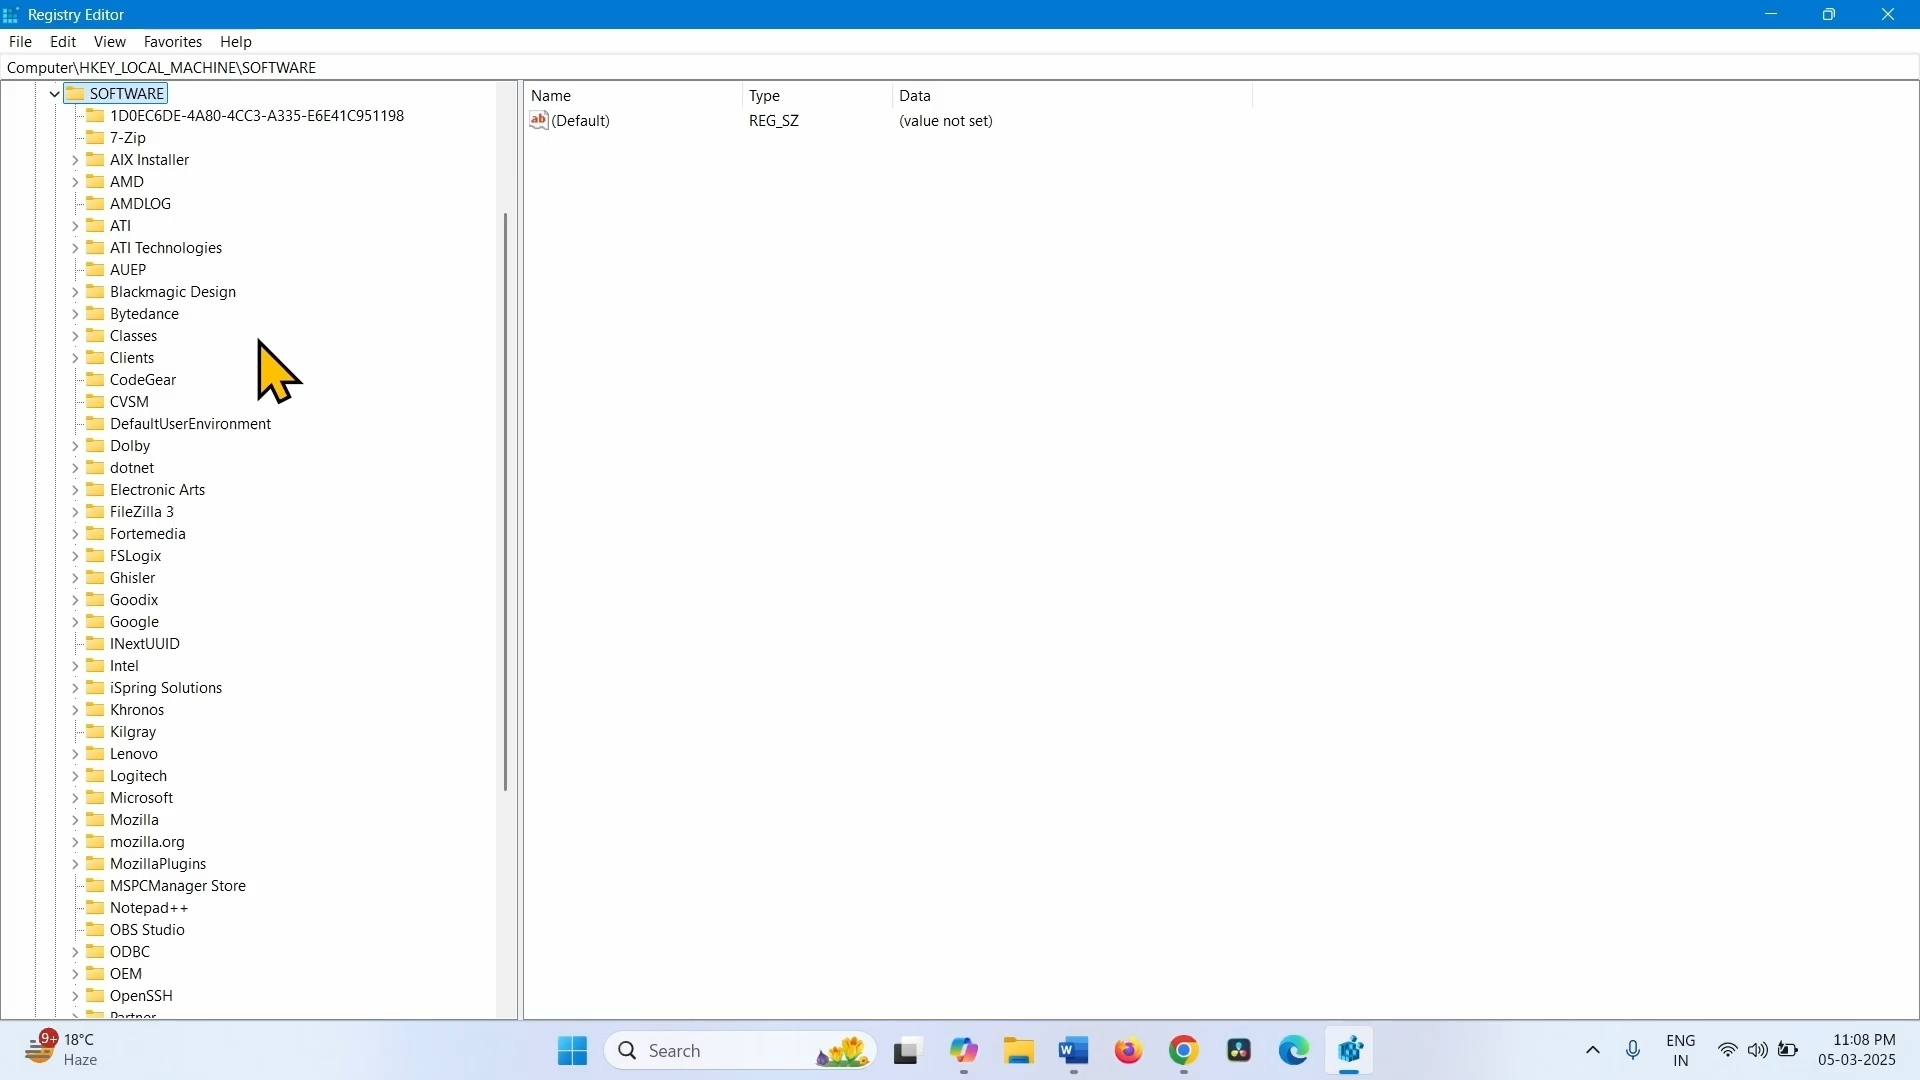 Registry Editor
File Edit View Favorites Help
Computer\HKEY_LOCAL_MACHINE\SOFTWARE
SOFTWARE
1D0EC6DE-4A80-4CC3-A335-E6E41C951198
7-Zip
AIX Installer
AMD
AMDLOG
ATI
ATI Technologies
AUEP
Blackmagic Design
Bytedance
Classes
Clients
CodeGear
CVSM
DefaultUserEnvironment
Dolby
dotnet
Electronic Arts
FileZilla 3
Fortemedia
FSLogix
Ghisler
Goodix
Google
INextUUID
Intel
iSpring Solutions
Khronos
Kilgray
Lenovo
Logitech
Microsoft
Mozilla
mozilla.org
MozillaPlugins
MSPCManager Store
Notepad++
OBS Studio
ODBC
OEM
OpenSSH
Partner
Name Type Data
ab (Default) REG_SZ (value not set)
9+ 18°C
Haze
Search
W
ENG
IN
11:08 PM
05-03-2025